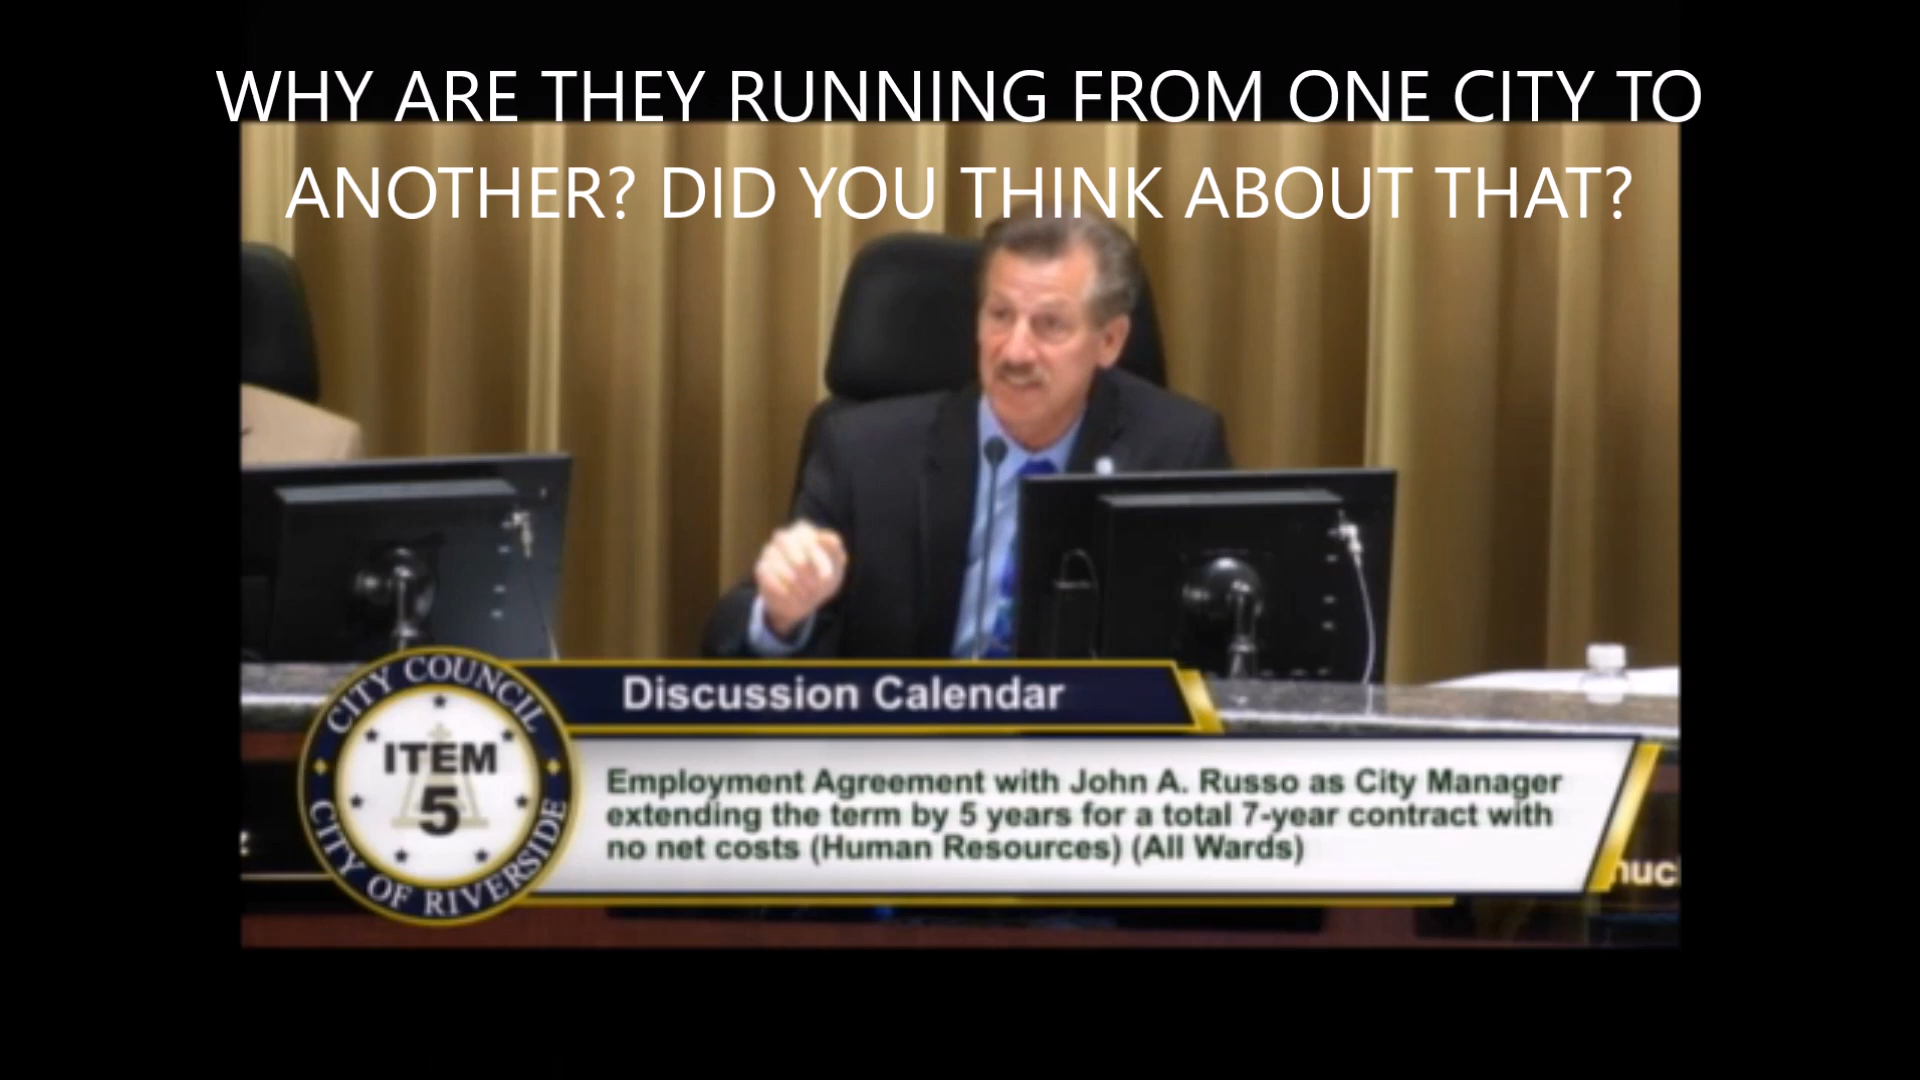 WHY ARE THEY RUNNING FROM ONE CITY TO
ANOTHER? DID YOU THINK ABOUT THAT?
Discussion Calendar
CITY COUNCIL
ITEM
5
CITY OF RIVERSIDE
Employment Agreement with John A. Russo as City Manager
extending the term by 5 years for a total 7-year contract with
no net costs (Human Resources) (All Wards)